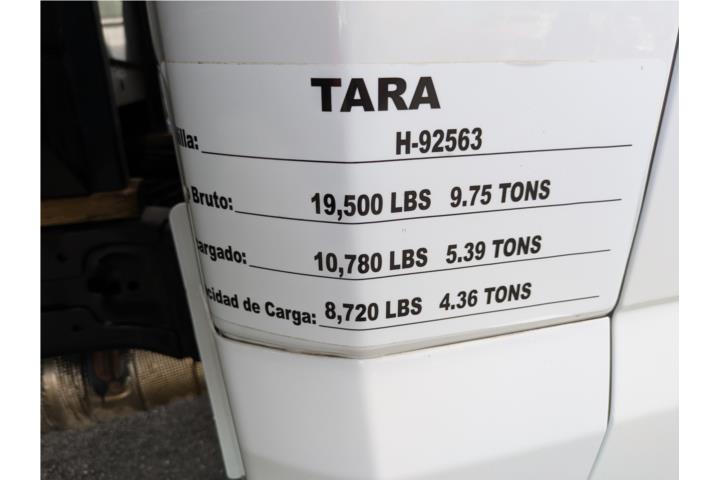 TARA
illa: H-92563
Bruto: 19,500 LBS 9.75 TONS
argado: 10,780 LBS 5.39 TONS
cidad de Carga: 8,720 LBS 4.36 TONS